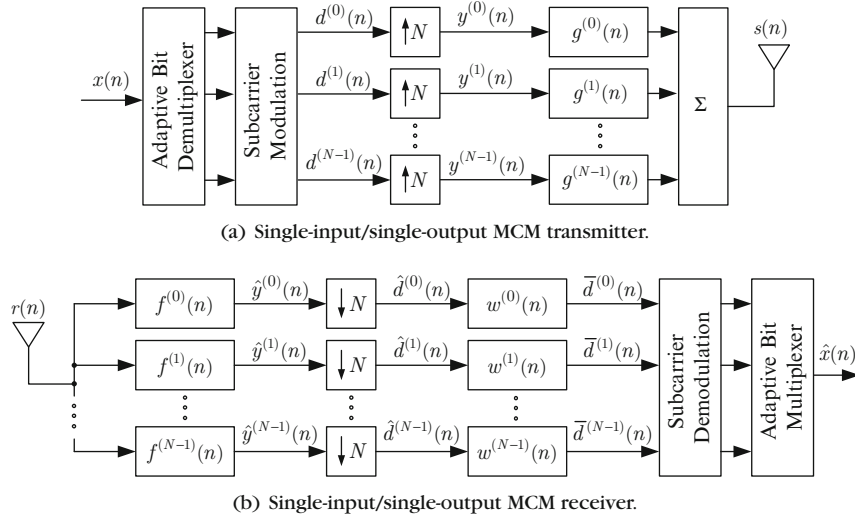 x(n)
Adaptive Bit Demultiplexer
Subcarrier Modulation
d^{(0)}(n)
↑N
y^{(0)}(n)
g^{(0)}(n)
d^{(1)}(n)
↑N
y^{(1)}(n)
g^{(1)}(n)
d^{(N-1)}(n)
↑N
y^{(N-1)}(n)
g^{(N-1)}(n)
Σ
s(n)
(a) Single-input/single-output MCM transmitter.
r(n)
f^{(0)}(n)
ŷ^{(0)}(n)
↓N
d̂^{(0)}(n)
w^{(0)}(n)
d̅^{(0)}(n)
f^{(1)}(n)
ŷ^{(1)}(n)
↓N
d̂^{(1)}(n)
w^{(1)}(n)
d̅^{(1)}(n)
f^{(N-1)}(n)
ŷ^{(N-1)}(n)
↓N
d̂^{(N-1)}(n)
w^{(N-1)}(n)
d̅^{(N-1)}(n)
Subcarrier Demodulation
Adaptive Bit Multiplexer
x̂(n)
(b) Single-input/single-output MCM receiver.